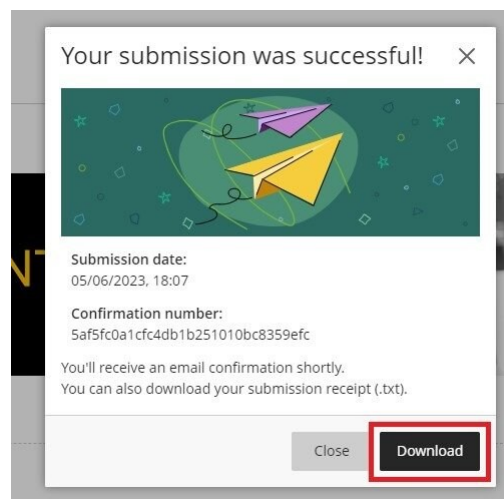 Your submission was successful!
NT
Submission date:
05/06/2023, 18:07
Confirmation number:
5af5fc0a1cfc4db1b251010bc8359efc
You'll receive an email confirmation shortly.
You can also download your submission receipt (.txt).
Close
Download